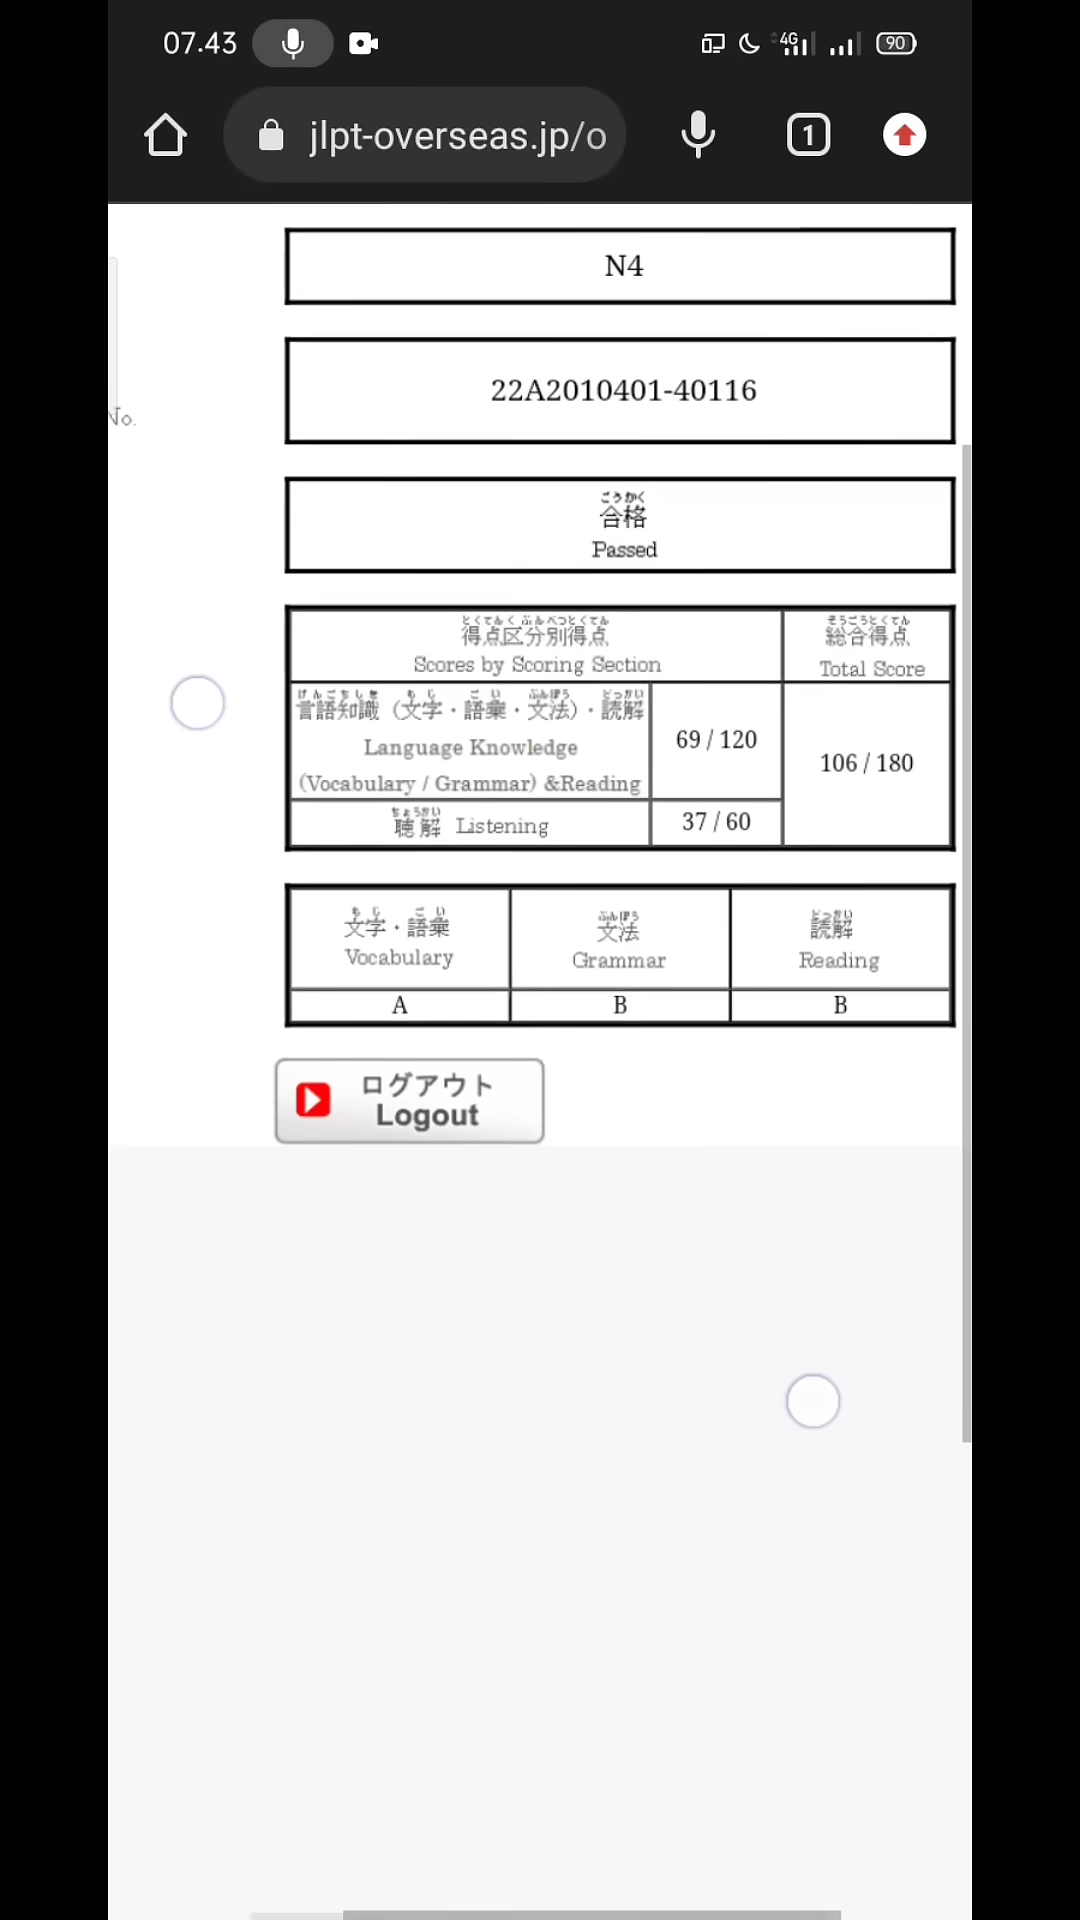 07.43
4G
90
jlpt-overseas.jp/o
1
N4
No.
22A2010401-40116
ごうかく
合格
Passed
とくてんくぶんべつとくてん
得点区分別得点
Scores by Scoring Section
そうごうとくてん
総合得点
Total Score
げんごちしき もじ ごい ぶんぽう どっかい
言語知識（文字・語彙・文法）・読解
Language Knowledge
(Vocabulary / Grammar) &Reading
69 / 120
106 / 180
ちょうかい
聴解 Listening
37 / 60
もじ ごい
文字・語彙
Vocabulary
ぶんぽう
文法
Grammar
どっかい
読解
Reading
A
B
B
ログアウト
Logout